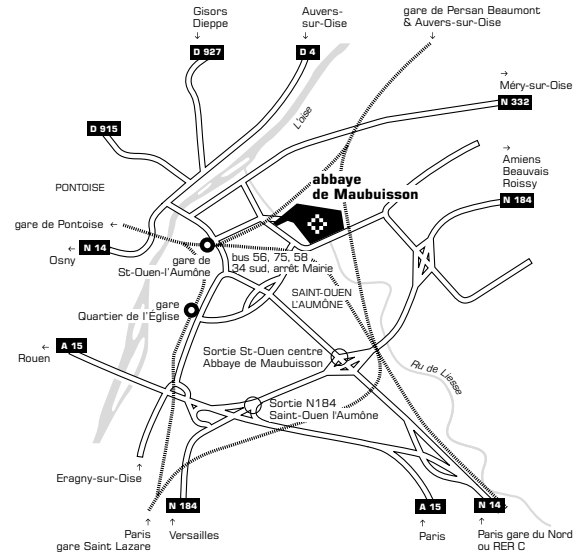 Gisors
Dieppe
↓
D 927
Auvers-
sur-Oise
↓
D 4
gare de Persan Beaumont
& Auvers-sur-Oise
↓
→
Méry-sur-Oise
N 332
D 915
L'oise
→
Amiens
Beauvais
Roissy
N 184
abbaye
de Maubuisson
PONTOISE
gare de Pontoise ←
← N 14
Osny
gare de
St-Ouen-l'Aumône
bus 56, 75, 58
34 sud, arrêt Mairie
SAINT-OUEN
L'AUMÔNE
gare
Quartier de l'Église
←
Rouen
A 15
Sortie St-Ouen centre
Abbaye de Maubuisson
Ru de Liesse
Sortie N184
Saint-Ouen l'Aumône
↑
Eragny-sur-Oise
N 184
A 15
N 14
↑
Paris
gare Saint Lazare
↑
Versailles
↑
Paris
↑
Paris gare du Nord
ou RER C